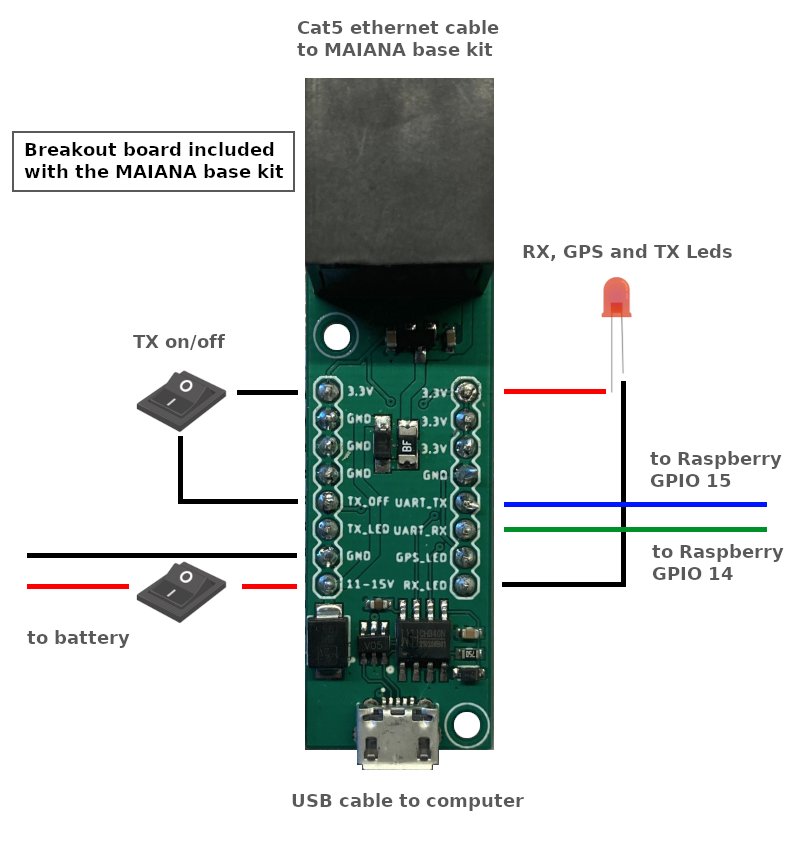 Cat5 ethernet cable
to MAIANA base kit
Breakout board included
with the MAIANA base kit
RX, GPS and TX Leds
TX on/off
3.3V
3.3V
GND
3.3V
GND
3.3V
GND
GND
TX_OFF
UART_TX
TX_LED
UART_RX
GND
GPS_LED
11-15V
RX_LED
BF
to Raspberry
GPIO 15
to Raspberry
GPIO 14
to battery
V05
750
USB cable to computer